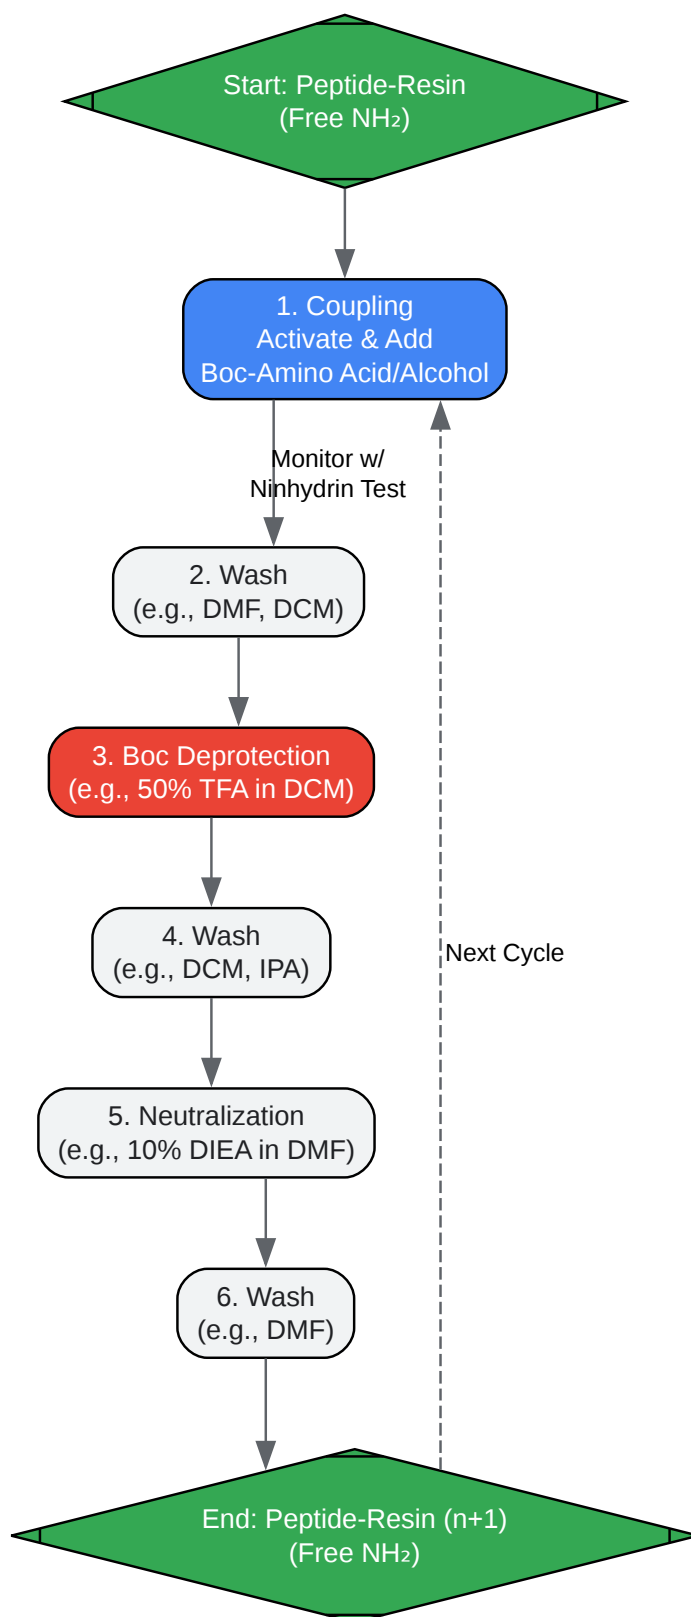 Start: Peptide-Resin
(Free NH₂)
1. Coupling
Activate & Add
Boc-Amino Acid/Alcohol
Monitor w/
Ninhydrin Test
2. Wash
(e.g., DMF, DCM)
3. Boc Deprotection
(e.g., 50% TFA in DCM)
4. Wash
(e.g., DCM, IPA)
Next Cycle
5. Neutralization
(e.g., 10% DIEA in DMF)
6. Wash
(e.g., DMF)
End: Peptide-Resin (n+1)
(Free NH₂)